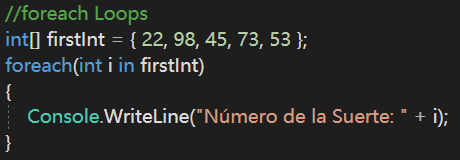 //foreach Loops
int[] firstInt = { 22, 98, 45, 73, 53 };
foreach(int i in firstInt)
{
Console.WriteLine("Número de la Suerte: " + i);
}